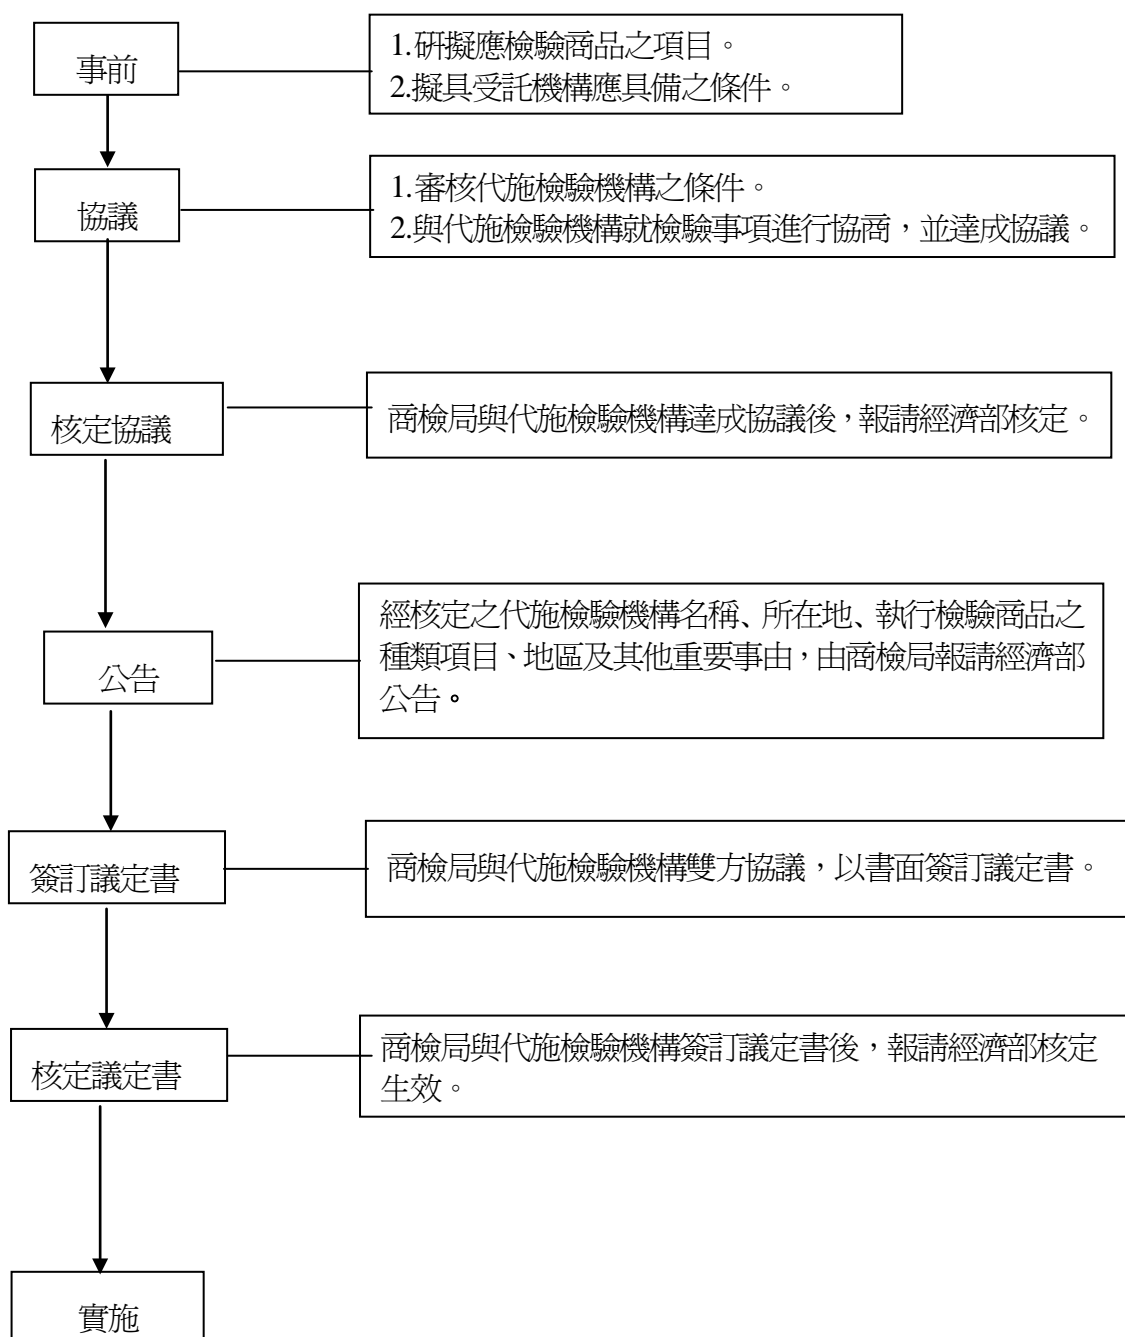 事前
1.研擬應檢驗商品之項目。
2.擬具受託機構應具備之條件。
協議
1.審核代施檢驗機構之條件。
2.與代施檢驗機構就檢驗事項進行協商，並達成協議。
核定協議
商檢局與代施檢驗機構達成協議後，報請經濟部核定。
公告
經核定之代施檢驗機構名稱、所在地、執行檢驗商品之
種類項目、地區及其他重要事由，由商檢局報請經濟部
公告。
簽訂議定書
商檢局與代施檢驗機構雙方協議，以書面簽訂議定書。
核定議定書
商檢局與代施檢驗機構簽訂議定書後，報請經濟部核定
生效。
實施